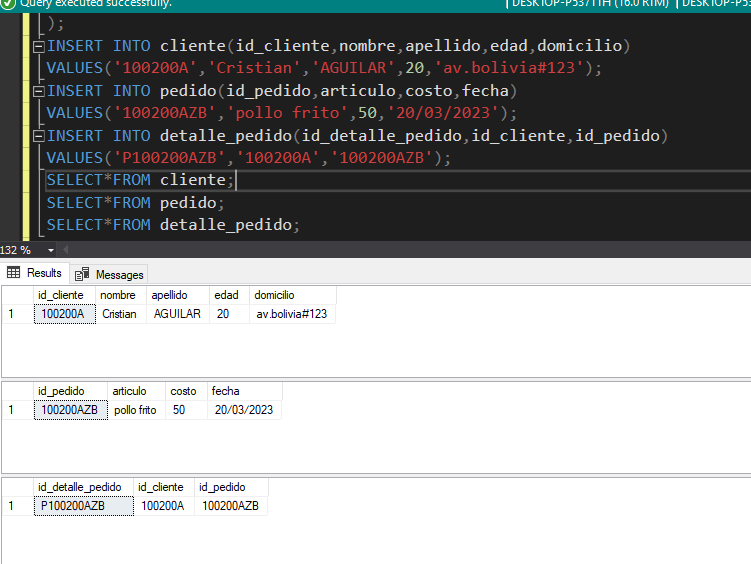 Query executed successfully.
DESKTOP-P5371TH (16.0 RTM)
);
INSERT INTO cliente(id_cliente,nombre,apellido,edad,domicilio)
VALUES('100200A','Cristian','AGUILAR',20,'av.bolivia#123');
INSERT INTO pedido(id_pedido,articulo,costo,fecha)
VALUES('100200AZB','pollo frito',50,'20/03/2023');
INSERT INTO detalle_pedido(id_detalle_pedido,id_cliente,id_pedido)
VALUES('P100200AZB','100200A','100200AZB');
SELECT*FROM cliente;
SELECT*FROM pedido;
SELECT*FROM detalle_pedido;
132 %
Results Messages
id_cliente nombre apellido edad domicilio
1 100200A Cristian AGUILAR 20 av.bolivia#123
id_pedido articulo costo fecha
1 100200AZB pollo frito 50 20/03/2023
id_detalle_pedido id_cliente id_pedido
1 P100200AZB 100200A 100200AZB